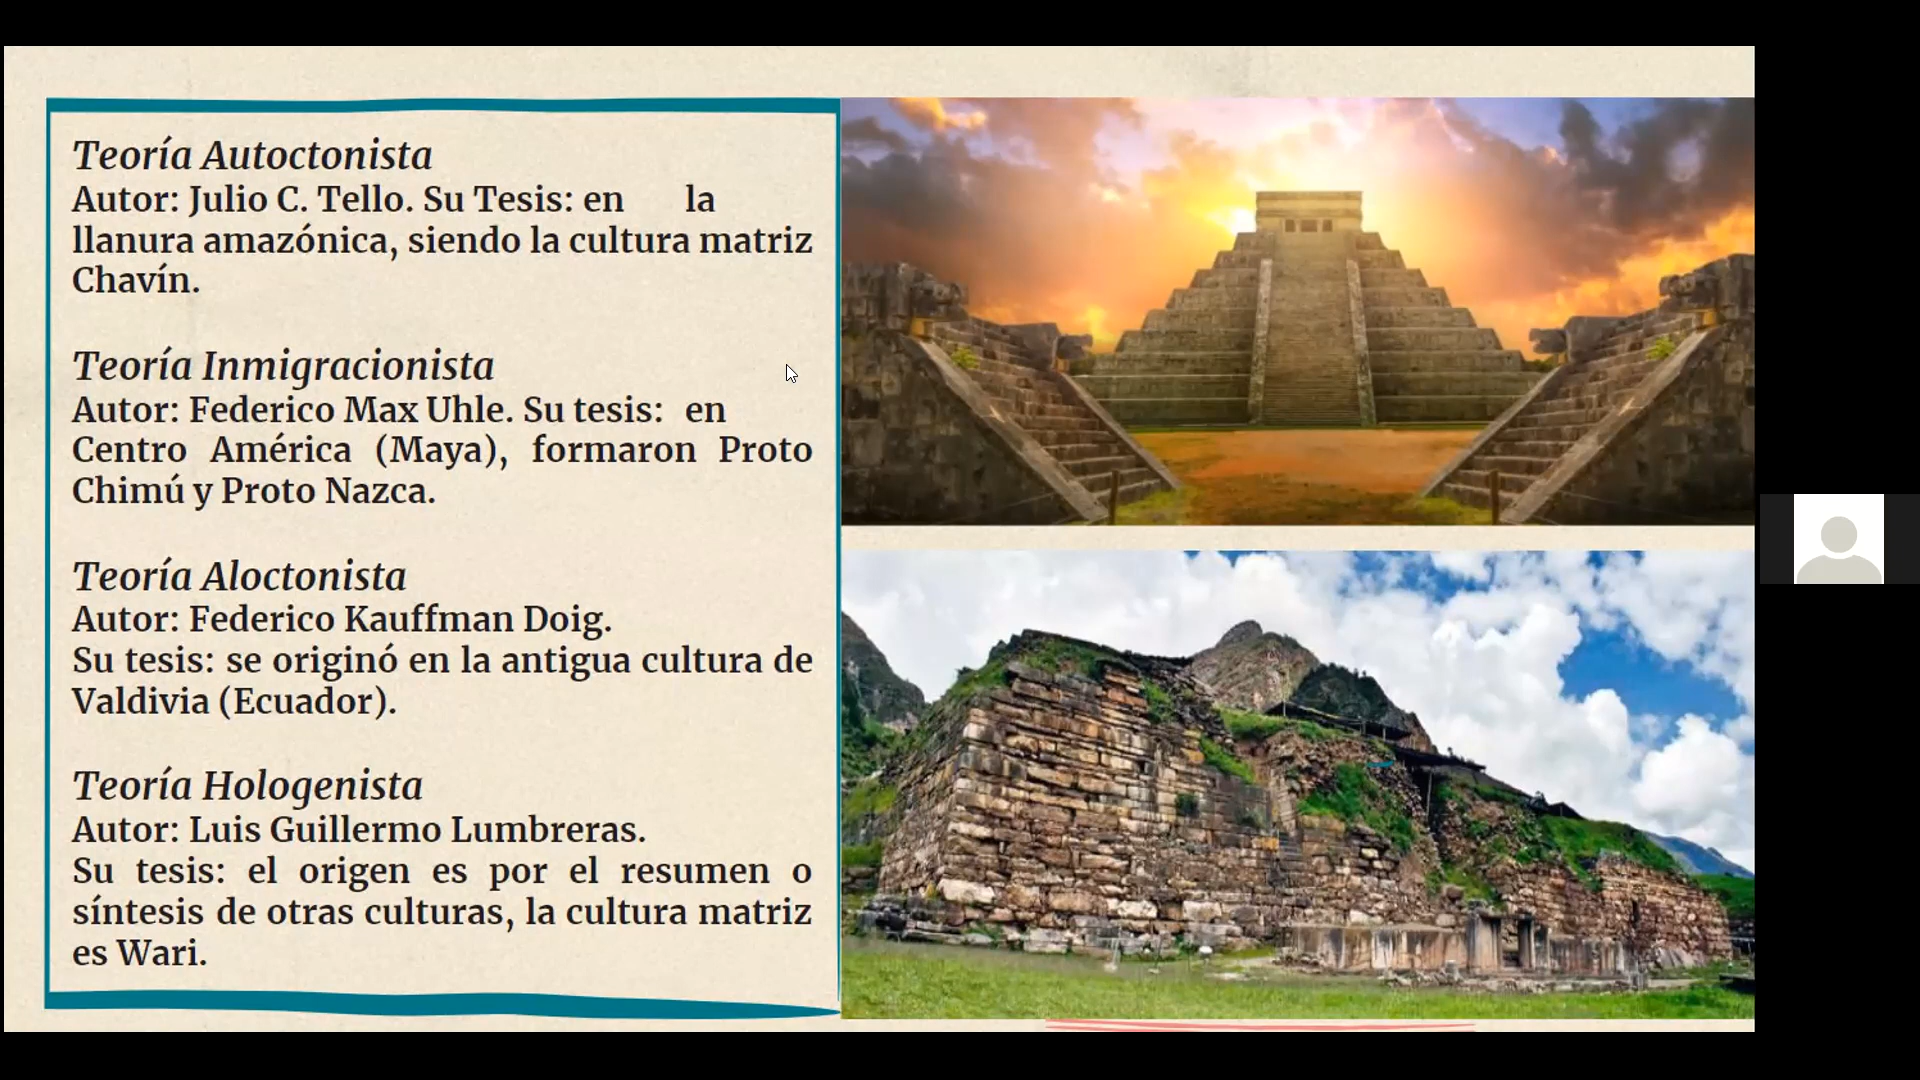 Teoría Autoctonista
Autor: Julio C. Tello. Su Tesis: en la
llanura amazónica, siendo la cultura matriz
Chavín.
Teoría Inmigracionista
Autor: Federico Max Uhle. Su tesis: en
Centro América (Maya), formaron Proto
Chimú y Proto Nazca.
Teoría Aloctonista
Autor: Federico Kauffman Doig.
Su tesis: se originó en la antigua cultura de
Valdivia (Ecuador).
Teoría Hologenista
Autor: Luis Guillermo Lumbreras.
Su tesis: el origen es por el resumen o
síntesis de otras culturas, la cultura matriz
es Wari.